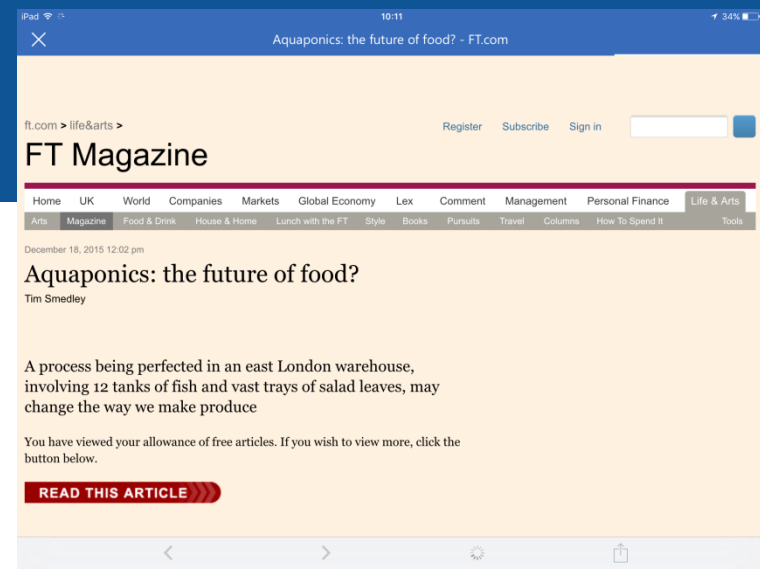 iPad 10:11 34%
Aquaponics: the future of food? - FT.com
ft.com > life&arts >
Register Subscribe Sign in
FT Magazine
Home UK World Companies Markets Global Economy Lex Comment Management Personal Finance Life & Arts
Arts Magazine Food & Drink House & Home Lunch with the FT Style Books Pursuits Travel Columns How To Spend It Tools
December 18, 2015 12:02 pm
Aquaponics: the future of food?
Tim Smedley
A process being perfected in an east London warehouse,
involving 12 tanks of fish and vast trays of salad leaves, may
change the way we make produce
You have viewed your allowance of free articles. If you wish to view more, click the
button below.
READ THIS ARTICLE